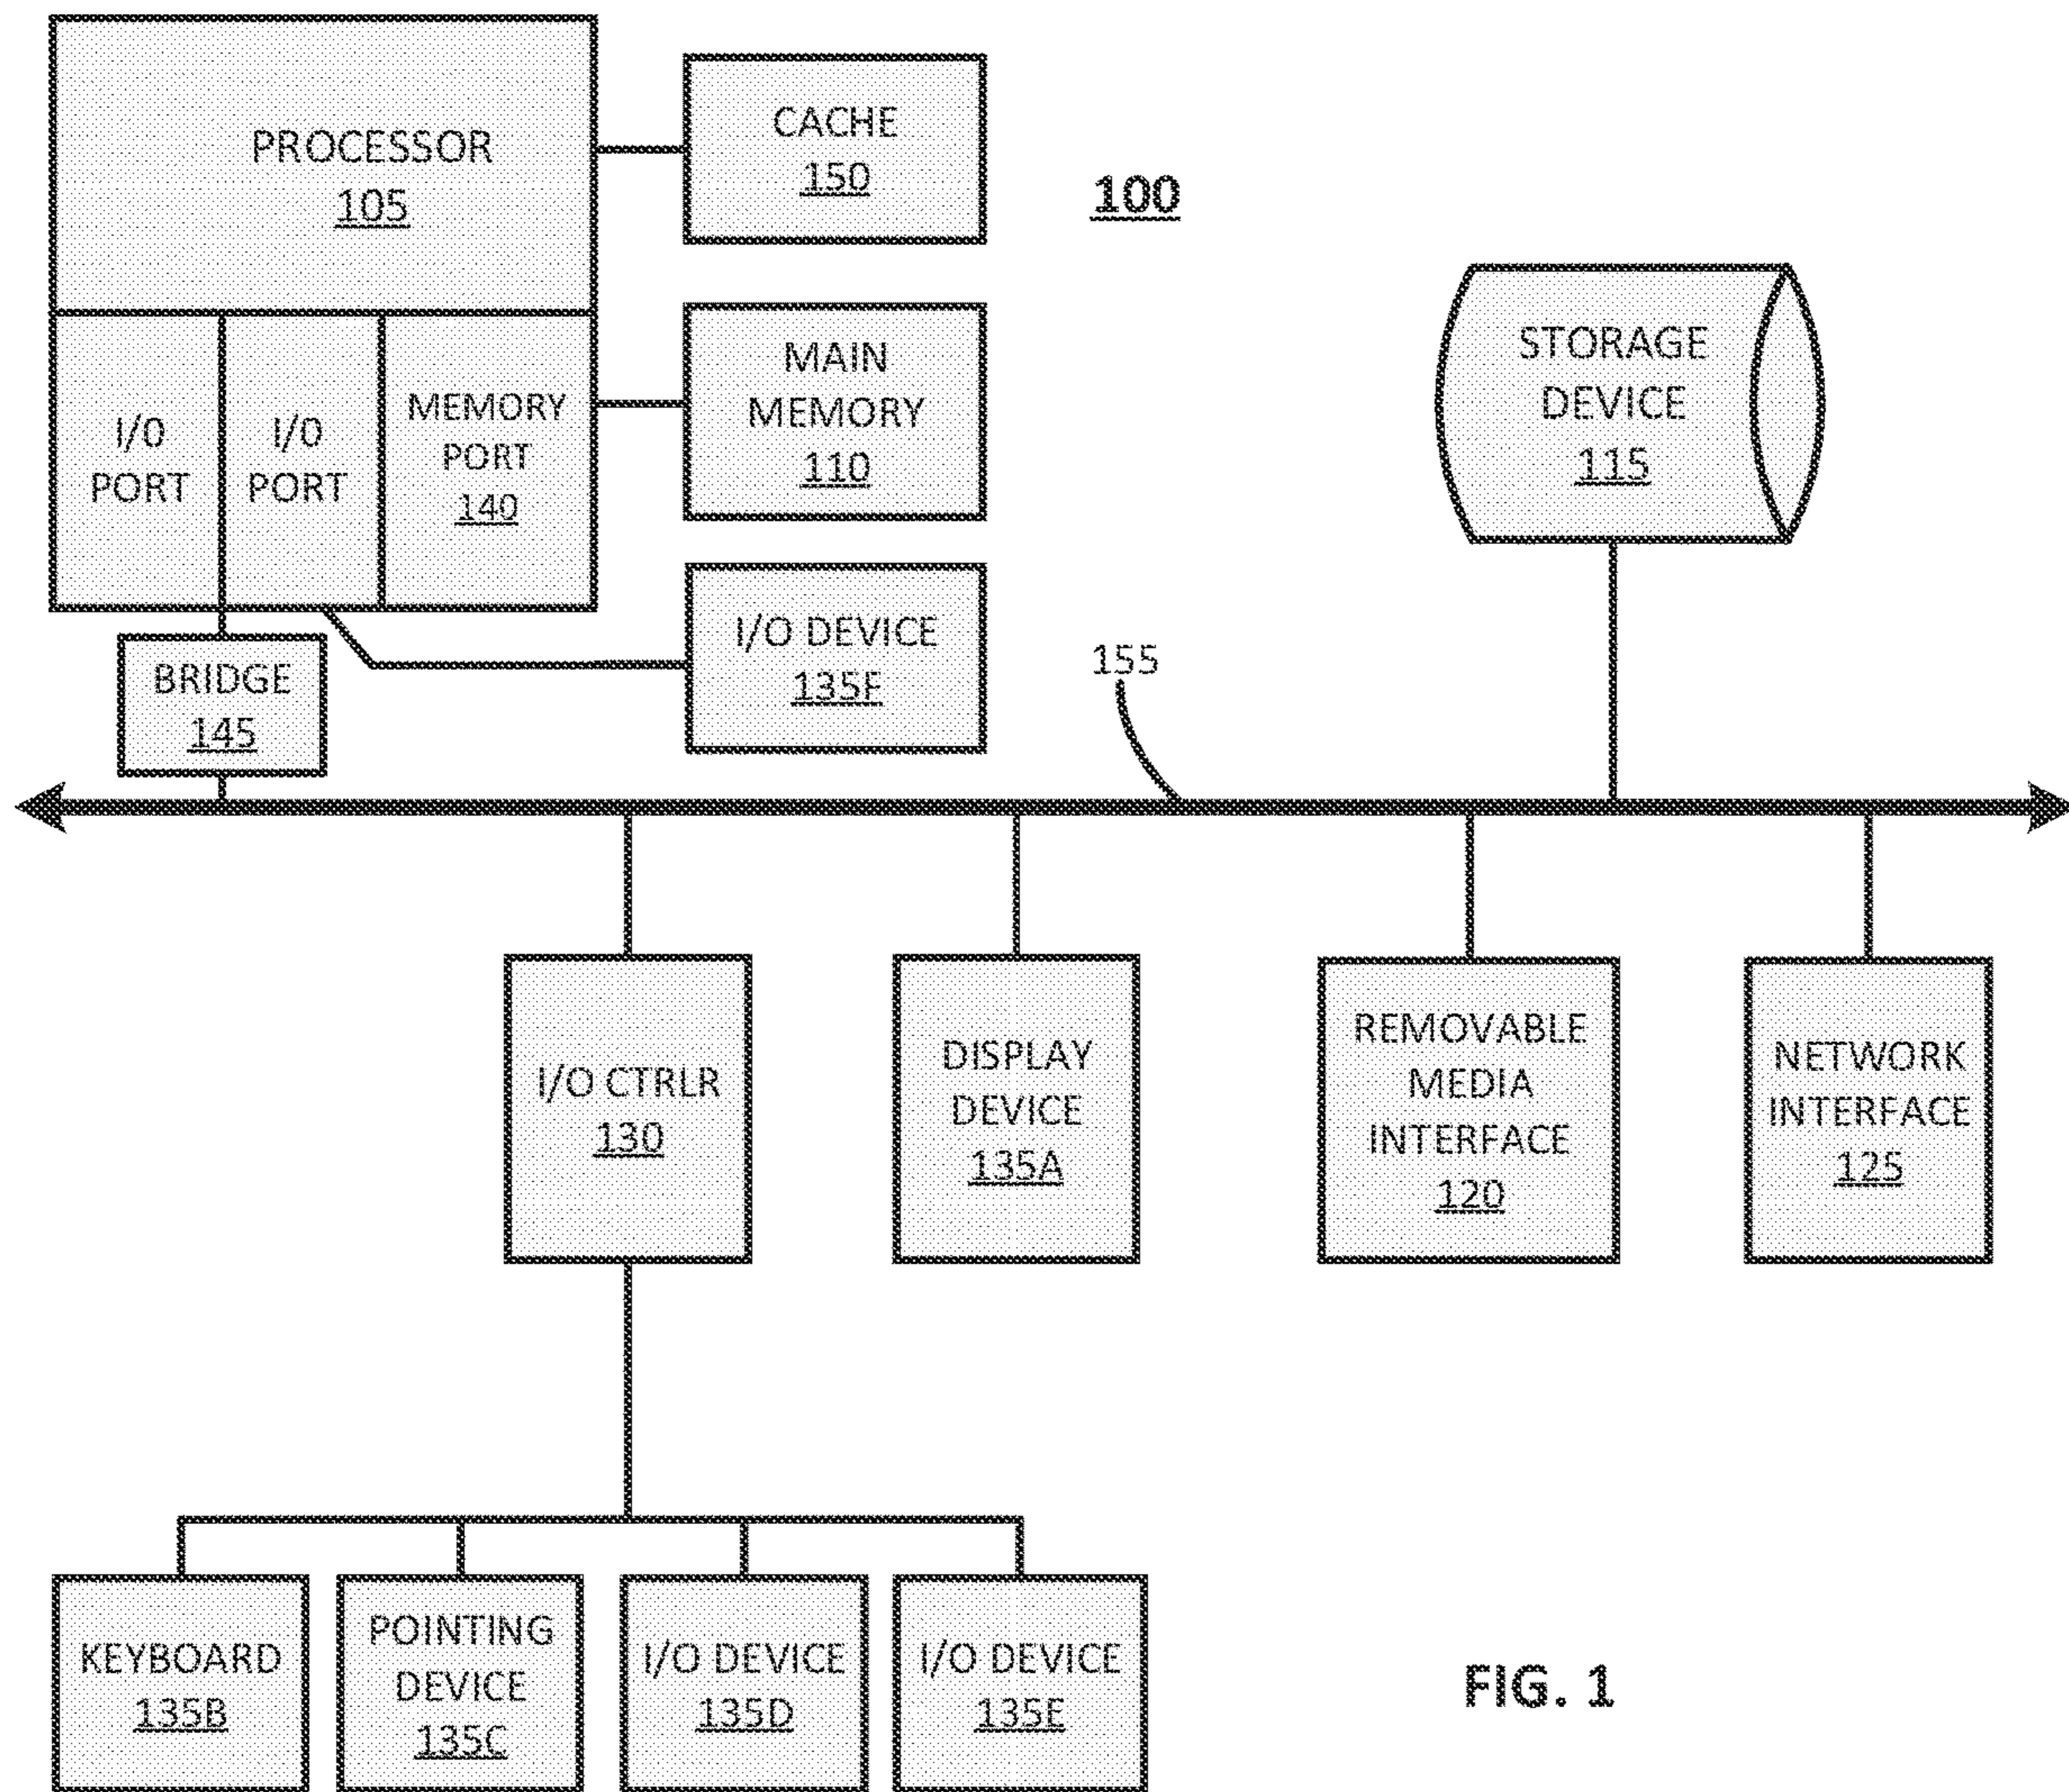 PROCESSOR
105
CACHE
150
100
I/0
PORT
I/0
PORT
MEMORY
PORT
140
MAIN
MEMORY
110
STORAGE
DEVICE
115
I/O DEVICE
135F
BRIDGE
145
155
I/O CTRLR
130
DISPLAY
DEVICE
135A
REMOVABLE
MEDIA
INTERFACE
120
NETWORK
INTERFACE
125
KEYBOARD
135B
POINTING
DEVICE
135C
I/O DEVICE
135D
I/O DEVICE
135E
FIG. 1